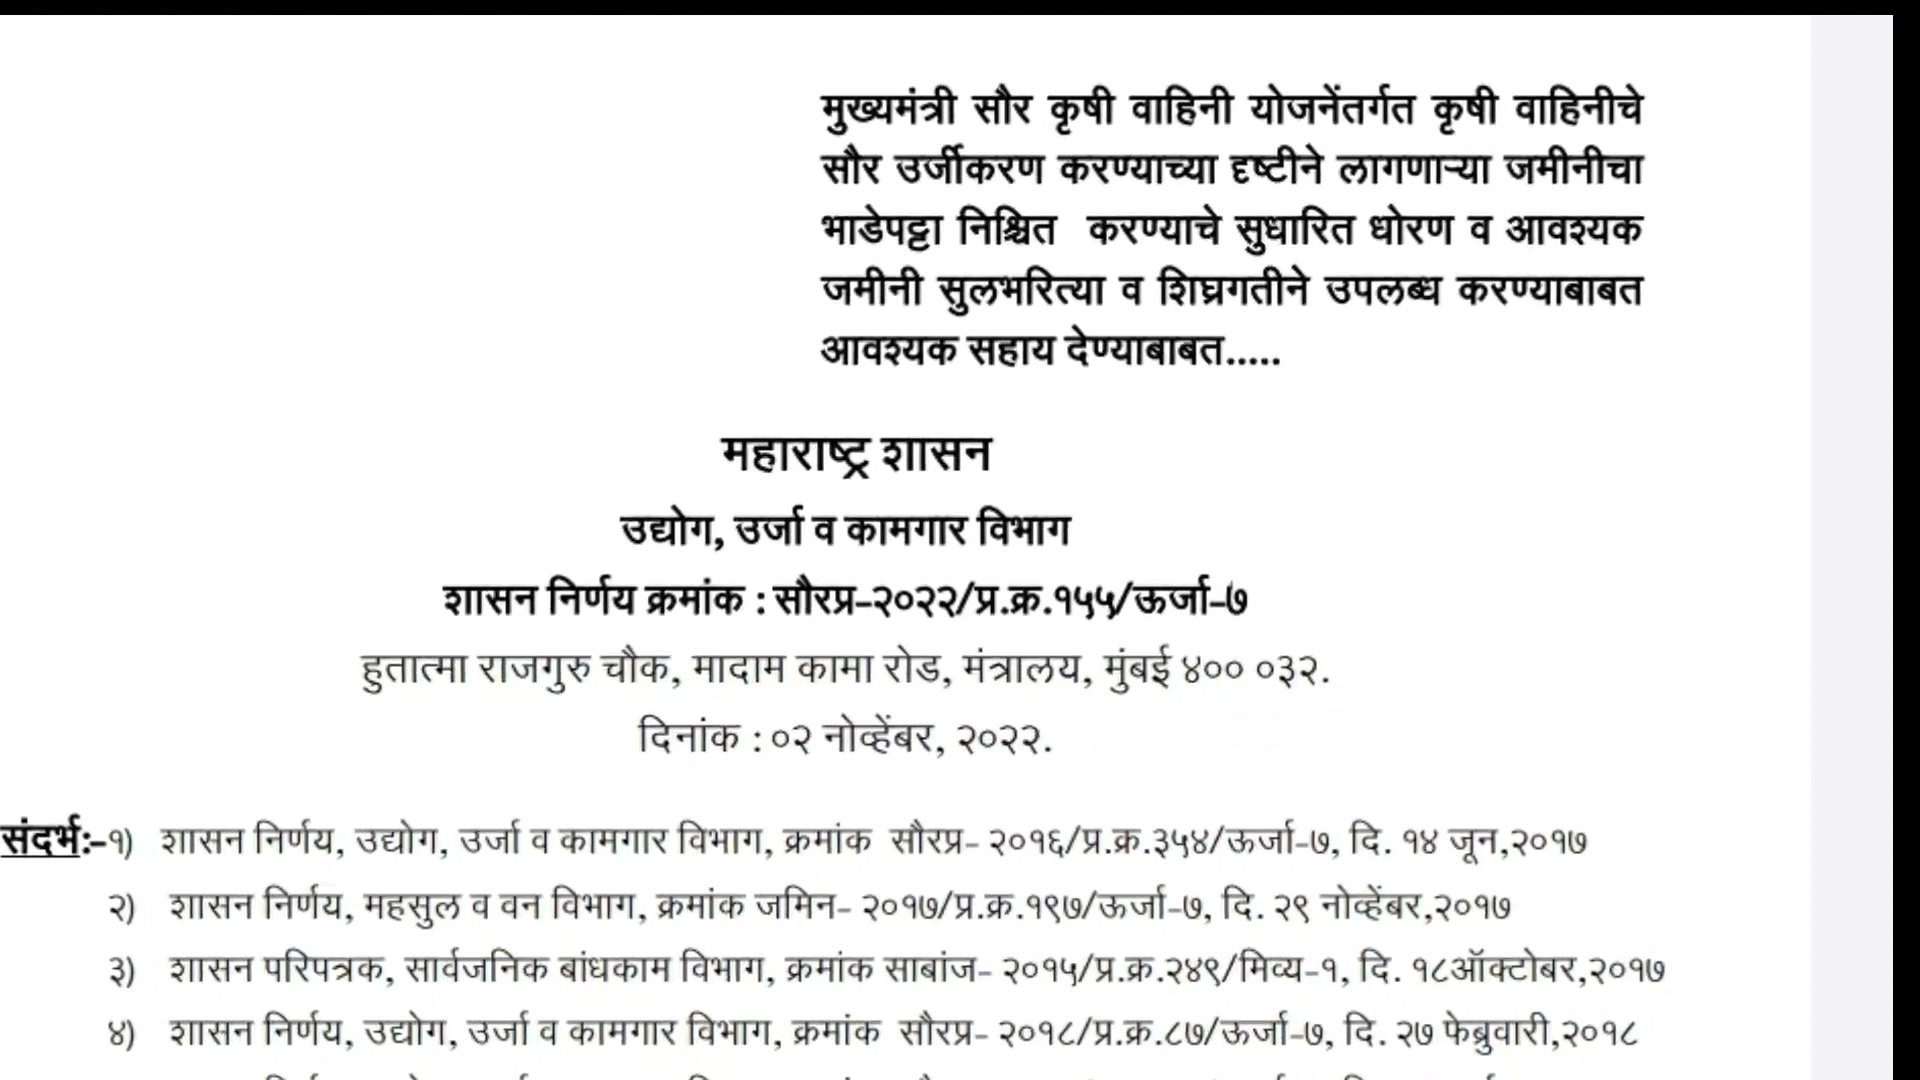 मुख्यमंत्री सौर कृषी वाहिनी योजनेंतर्गत कृषी वाहिनीचे
सौर उर्जीकरण करण्याच्या दृष्टीने लागणाऱ्या जमीनीचा
भाडेपट्टा निश्चित करण्याचे सुधारित धोरण व आवश्यक
जमीनी सुलभरित्या व शिघ्रगतीने उपलब्ध करण्याबाबत
आवश्यक सहाय देण्याबाबत.....
महाराष्ट्र शासन
उद्योग, उर्जा व कामगार विभाग
शासन निर्णय क्रमांक : सौरप्र-२०२२/प्र.क्र.१५५/ऊर्जा-७
हुतात्मा राजगुरु चौक, मादाम कामा रोड, मंत्रालय, मुंबई ४०० ०३२.
दिनांक : ०२ नोव्हेंबर, २०२२.
संदर्भ:-१) शासन निर्णय, उद्योग, उर्जा व कामगार विभाग, क्रमांक सौरप्र- २०१६/प्र.क्र.३५४/ऊर्जा-७, दि. १४ जून,२०१७
२) शासन निर्णय, महसुल व वन विभाग, क्रमांक जमिन- २०१७/प्र.क्र.१९७/ऊर्जा-७, दि. २९ नोव्हेंबर,२०१७
३) शासन परिपत्रक, सार्वजनिक बांधकाम विभाग, क्रमांक साबांज- २०१५/प्र.क्र.२४९/मिव्य-१, दि. १८ऑक्टोबर,२०१७
४) शासन निर्णय, उद्योग, उर्जा व कामगार विभाग, क्रमांक सौरप्र- २०१८/प्र.क्र.८७/ऊर्जा-७, दि. २७ फेब्रुवारी,२०१८